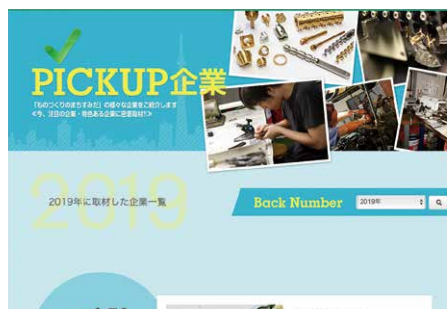 PICKUP企業
「ものづくりのまちすみだ」の様々な企業をご紹介します
≪今、注目の企業・特色ある企業に密着取材!!≫
2019
2019年に取材した企業一覧
Back Number
2019年